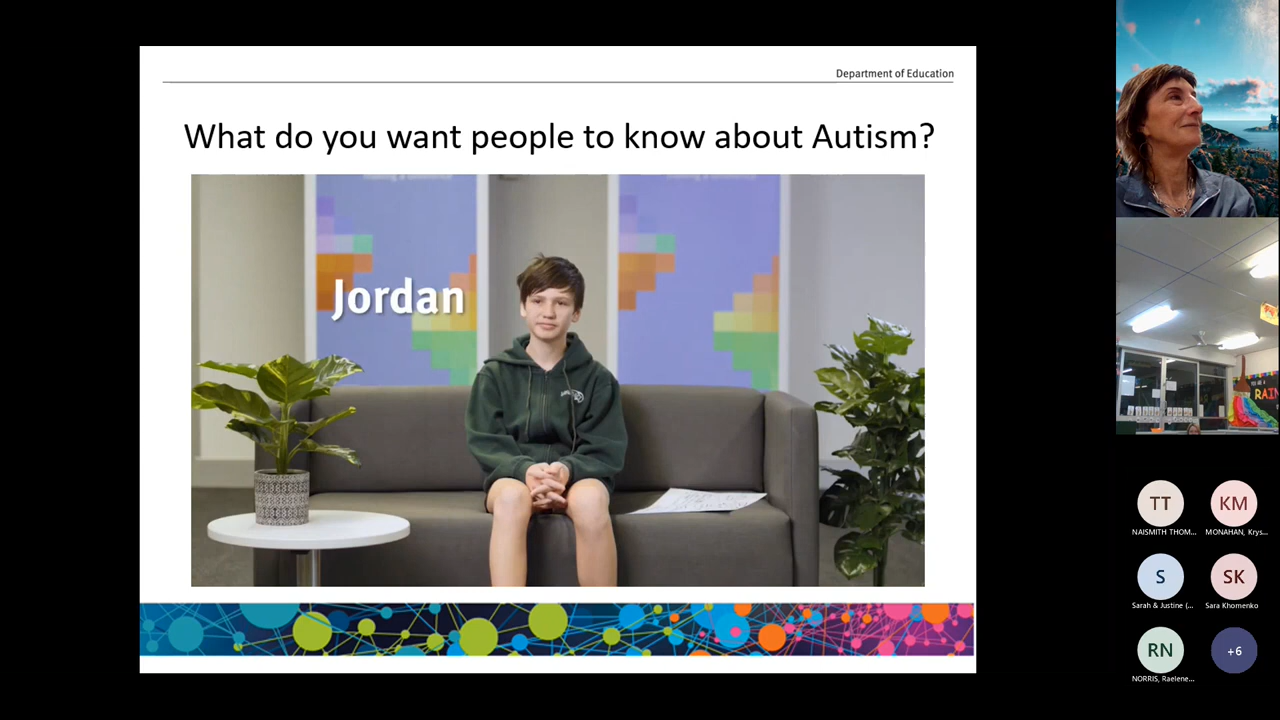 Department of Education
What do you want people to know about Autism?
Jordan
RAIN
TT
KM
NAISMITH THOM...
MONAHAN, Krys...
S
SK
Sarah & Justine (...
Sara Khomenko
RN
+6
NORRIS, Raelene...